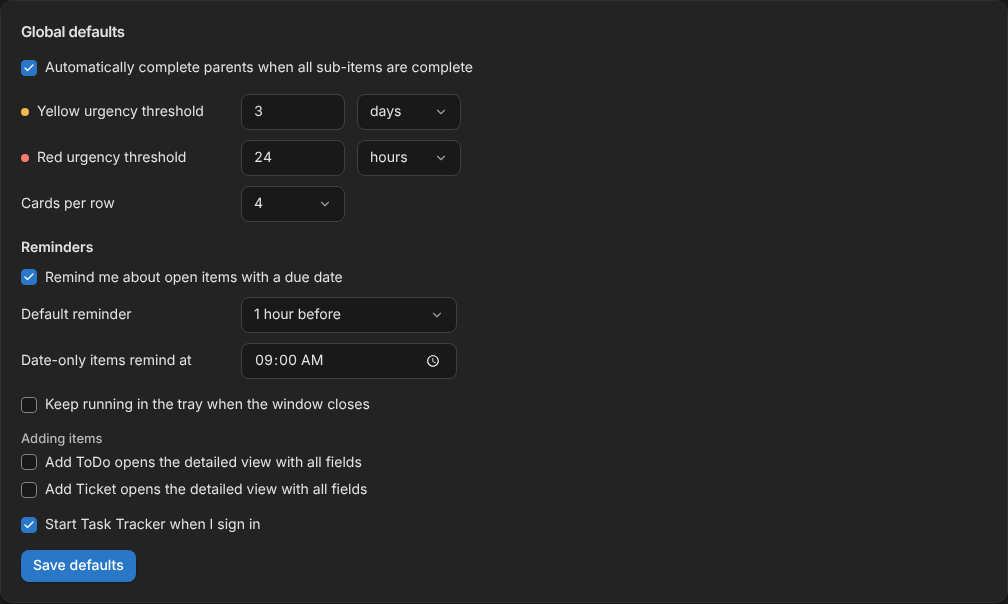 Global defaults
Automatically complete parents when all sub-items are complete
Yellow urgency threshold 3 days
Red urgency threshold 24 hours
Cards per row 4
Reminders
Remind me about open items with a due date
Default reminder 1 hour before
Date-only items remind at 09:00 AM
Keep running in the tray when the window closes
Adding items
Add ToDo opens the detailed view with all fields
Add Ticket opens the detailed view with all fields
Start Task Tracker when I sign in
Save defaults